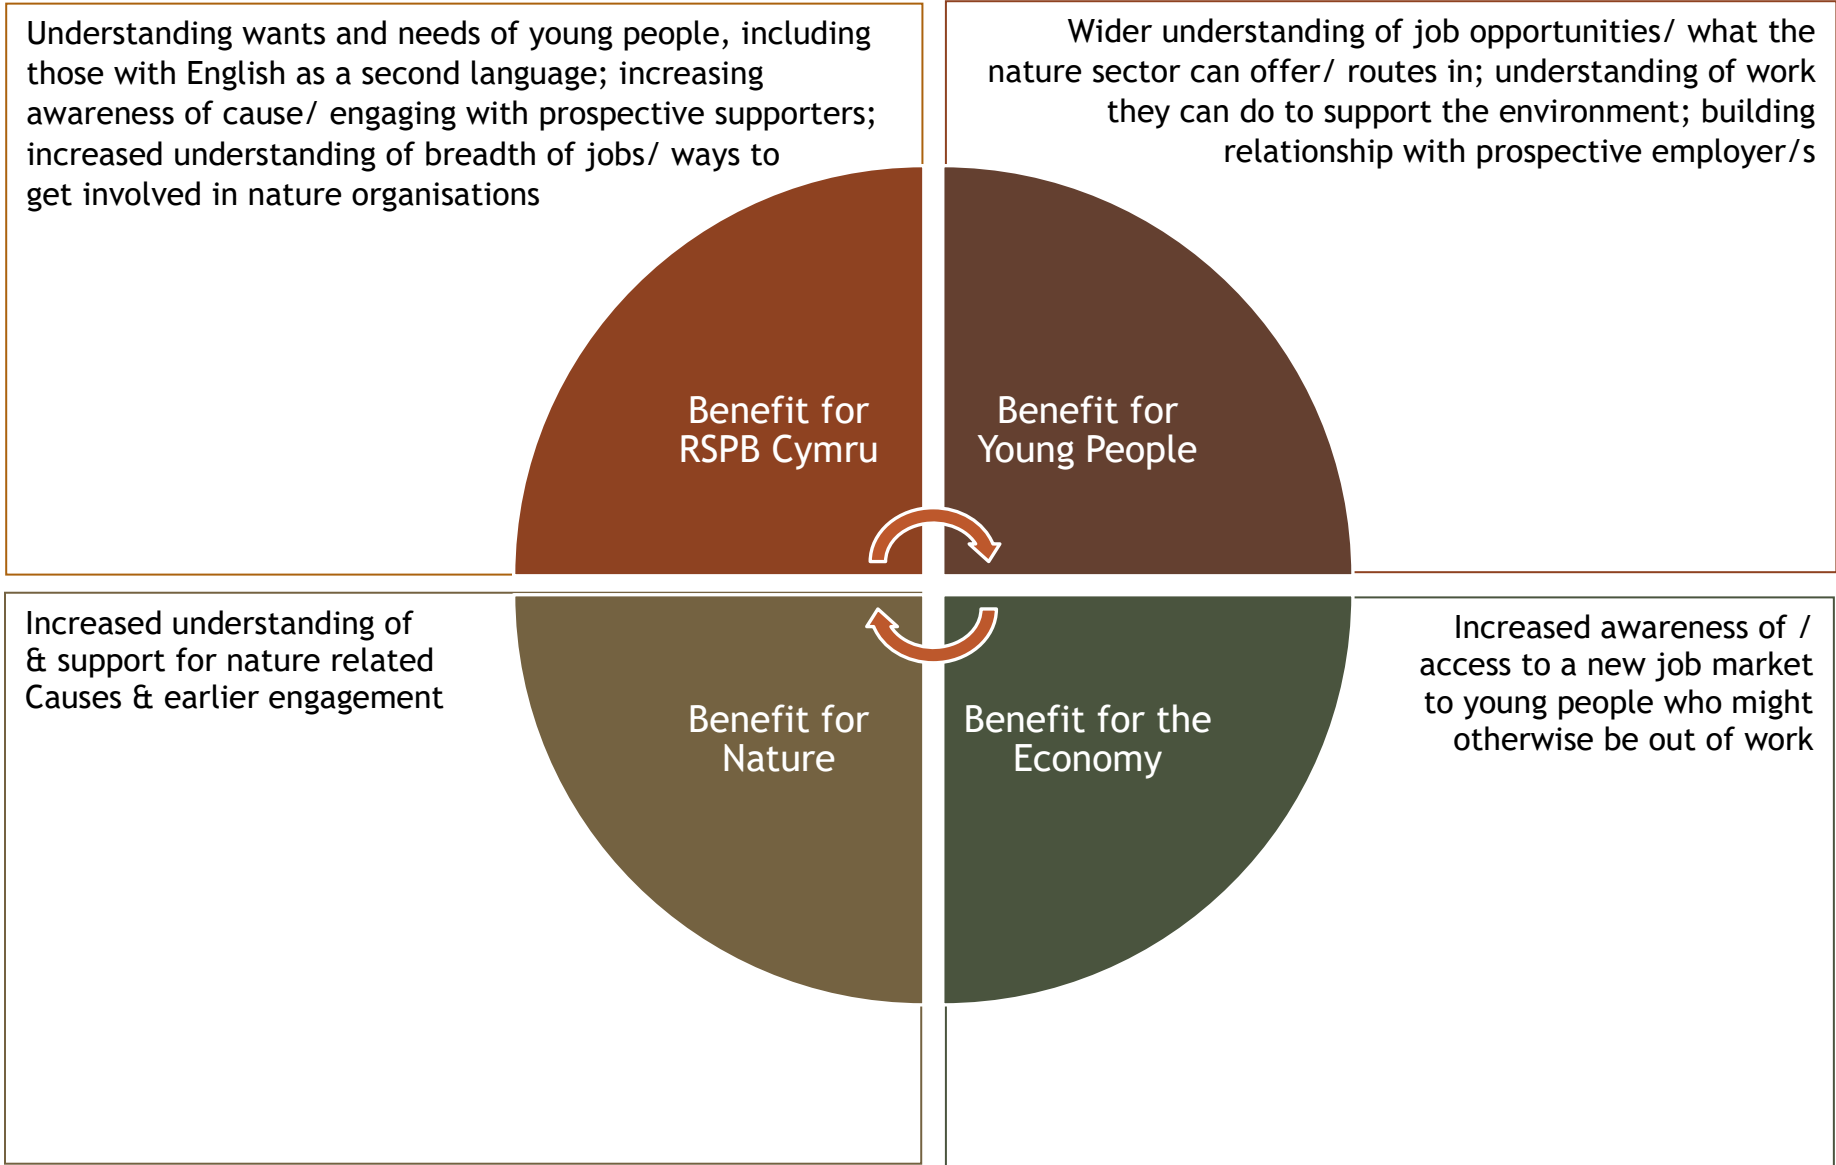 Understanding wants and needs of young people, including
those with English as a second language; increasing
awareness of cause/ engaging with prospective supporters;
increased understanding of breadth of jobs/ ways to
get involved in nature organisations
Wider understanding of job opportunities/ what the
nature sector can offer/ routes in; understanding of work
they can do to support the environment; building
relationship with prospective employer/s
Benefit for
RSPB Cymru
Benefit for
Young People
Increased understanding of
& support for nature related
Causes & earlier engagement
Increased awareness of /
access to a new job market
to young people who might
otherwise be out of work
Benefit for
Nature
Benefit for the
Economy